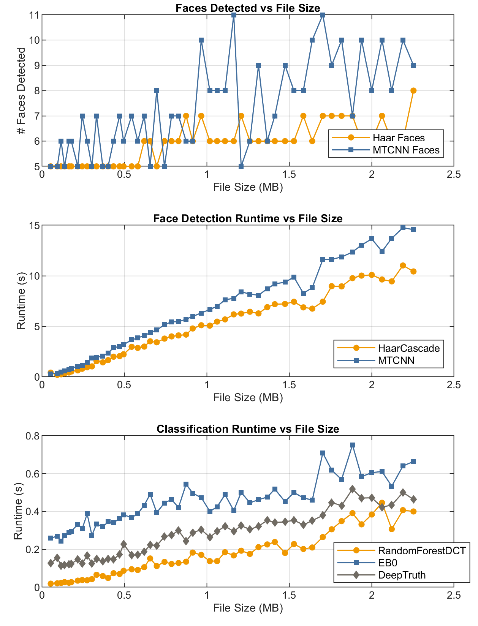 Faces Detected vs File Size
11
10
9
8
7
6
5
# Faces Detected
Haar Faces
MTCNN Faces
0 0.5 1 1.5 2 2.5
File Size (MB)
Face Detection Runtime vs File Size
15
10
5
0
Runtime (s)
HaarCascade
MTCNN
0 0.5 1 1.5 2 2.5
File Size (MB)
Classification Runtime vs File Size
0.8
0.6
0.4
0.2
0
Runtime (s)
RandomForestDCT
EB0
DeepTruth
0 0.5 1 1.5 2 2.5
File Size (MB)